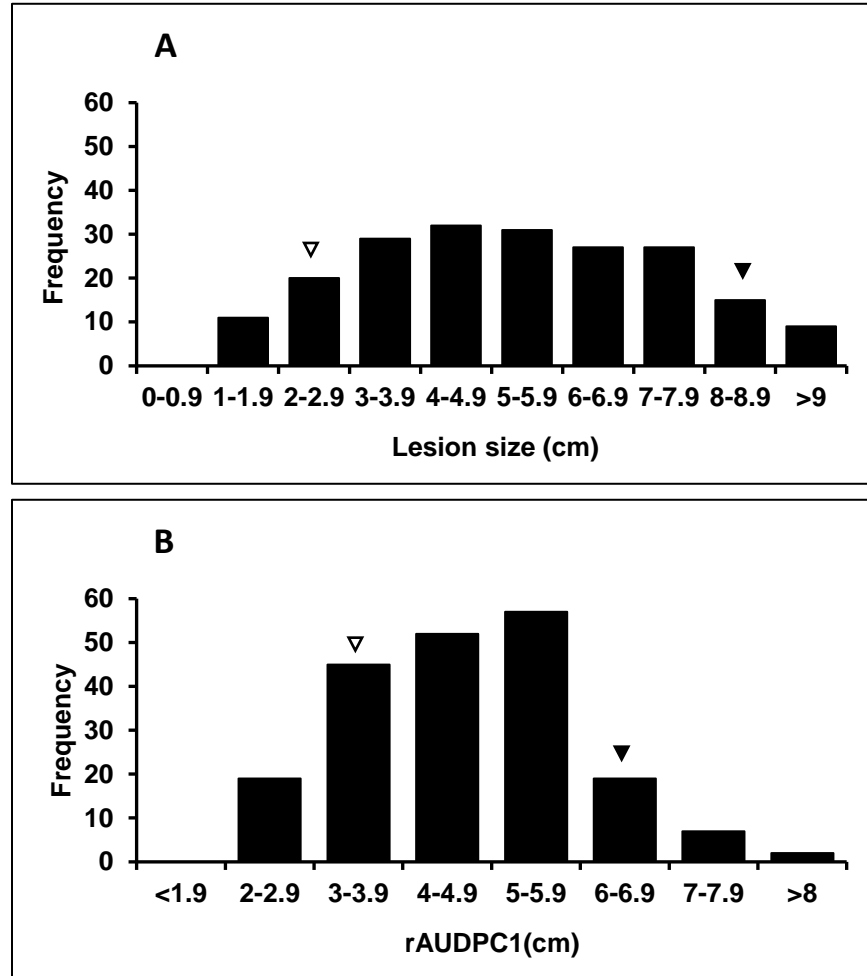 A
60
50
40
30
20
10
0
Frequency
0-0.9 1-1.9 2-2.9 3-3.9 4-4.9 5-5.9 6-6.9 7-7.9 8-8.9 >9
Lesion size (cm)
B
60
50
40
30
20
10
0
Frequency
<1.9 2-2.9 3-3.9 4-4.9 5-5.9 6-6.9 7-7.9 >8
rAUDPC1(cm)